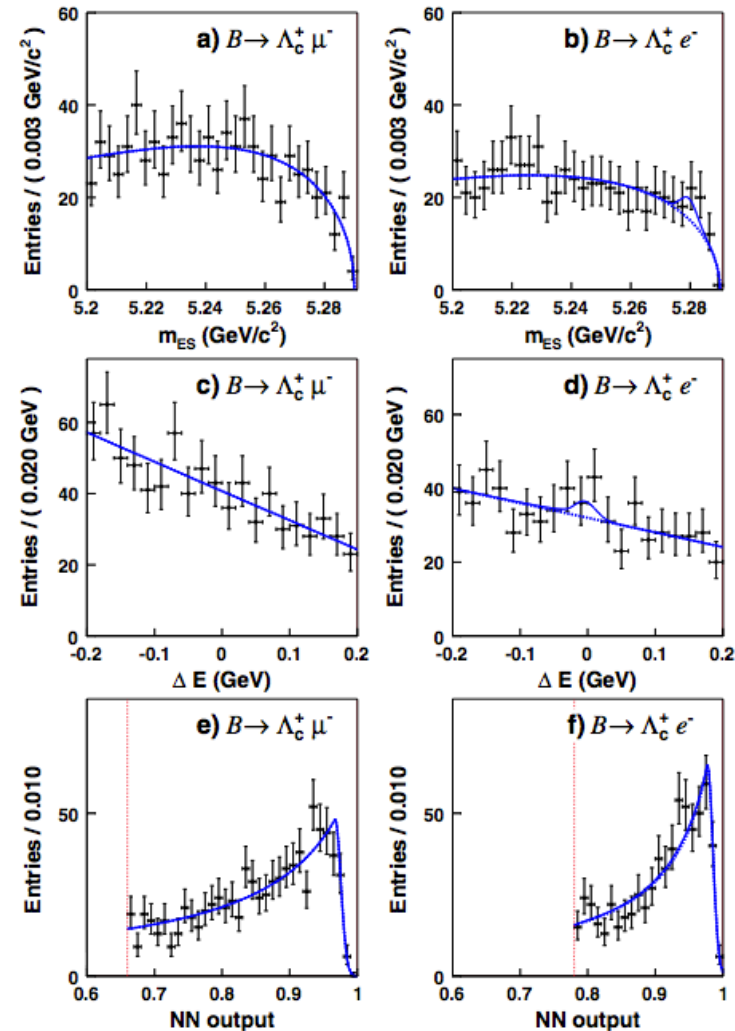 60
40
20
0
Entries / ( 0.003 GeV/c²)
a) B → Λc⁺ μ⁻
5.2 5.22 5.24 5.26 5.28
mES (GeV/c²)
60
40
20
0
Entries / ( 0.003 GeV/c²)
b) B → Λc⁺ e⁻
5.2 5.22 5.24 5.26 5.28
mES (GeV/c²)
60
40
20
0
Entries / ( 0.020 GeV)
c) B → Λc⁺ μ⁻
-0.2 -0.1 0 0.1 0.2
Δ E (GeV)
60
40
20
0
Entries / ( 0.020 GeV)
d) B → Λc⁺ e⁻
-0.2 -0.1 0 0.1 0.2
Δ E (GeV)
50
0
Entries / 0.010
e) B → Λc⁺ μ⁻
0.6 0.7 0.8 0.9 1
NN output
50
0
Entries / 0.010
f) B → Λc⁺ e⁻
0.6 0.7 0.8 0.9 1
NN output